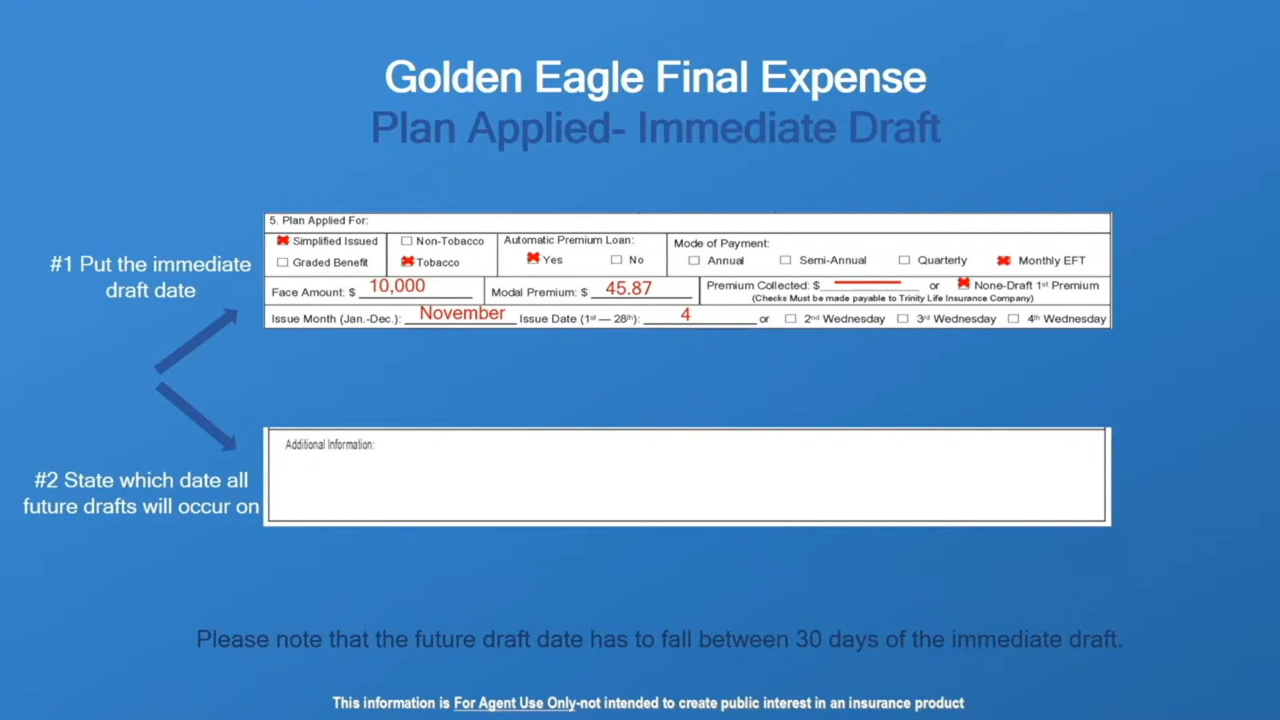 Golden Eagle Final Expense
Plan Applied- Immediate Draft
#1 Put the immediate
draft date
5. Plan Applied For:
Simplified Issued Non-Tobacco Automatic Premium Loan: Mode of Payment:
Graded Benefit Tobacco Yes No Annual Semi-Annual Quarterly Monthly EFT
Face Amount: $ 10,000 Modal Premium: $ 45.87 Premium Collected: $ or None-Draft 1st Premium
(Checks Must be made payable to Trinity Life Insurance Company)
Issue Month (Jan.-Dec.): November Issue Date (1st — 28th): 4 or 2nd Wednesday 3rd Wednesday 4th Wednesday
#2 State which date all
future drafts will occur on
Additional Information:
Please note that the future draft date has to fall between 30 days of the immediate draft.
This information is For Agent Use Only-not intended to create public interest in an insurance product